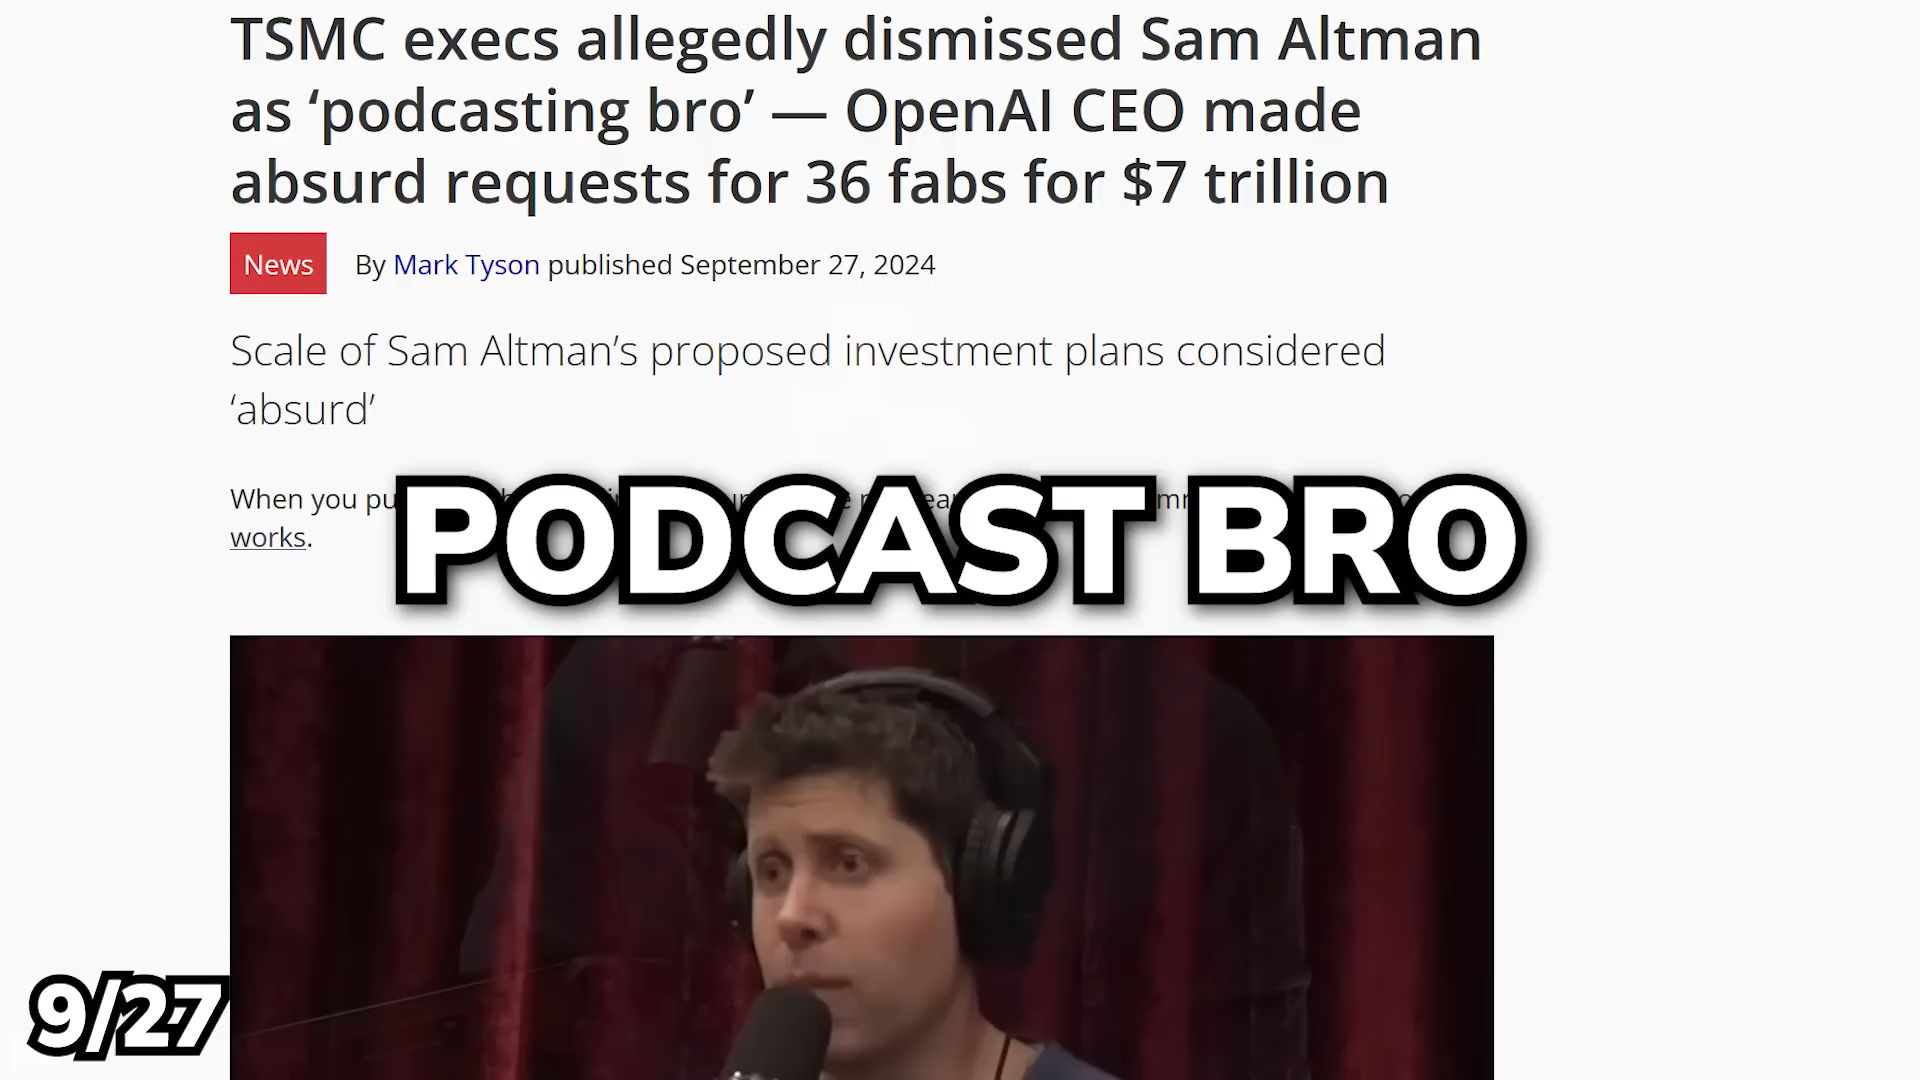 TSMC execs allegedly dismissed Sam Altman
as ‘podcasting bro’ — OpenAI CEO made
absurd requests for 36 fabs for $7 trillion
News
By Mark Tyson published September 27, 2024
Scale of Sam Altman’s proposed investment plans considered
‘absurd’
When you
works.
PODCAST BRO
9/27